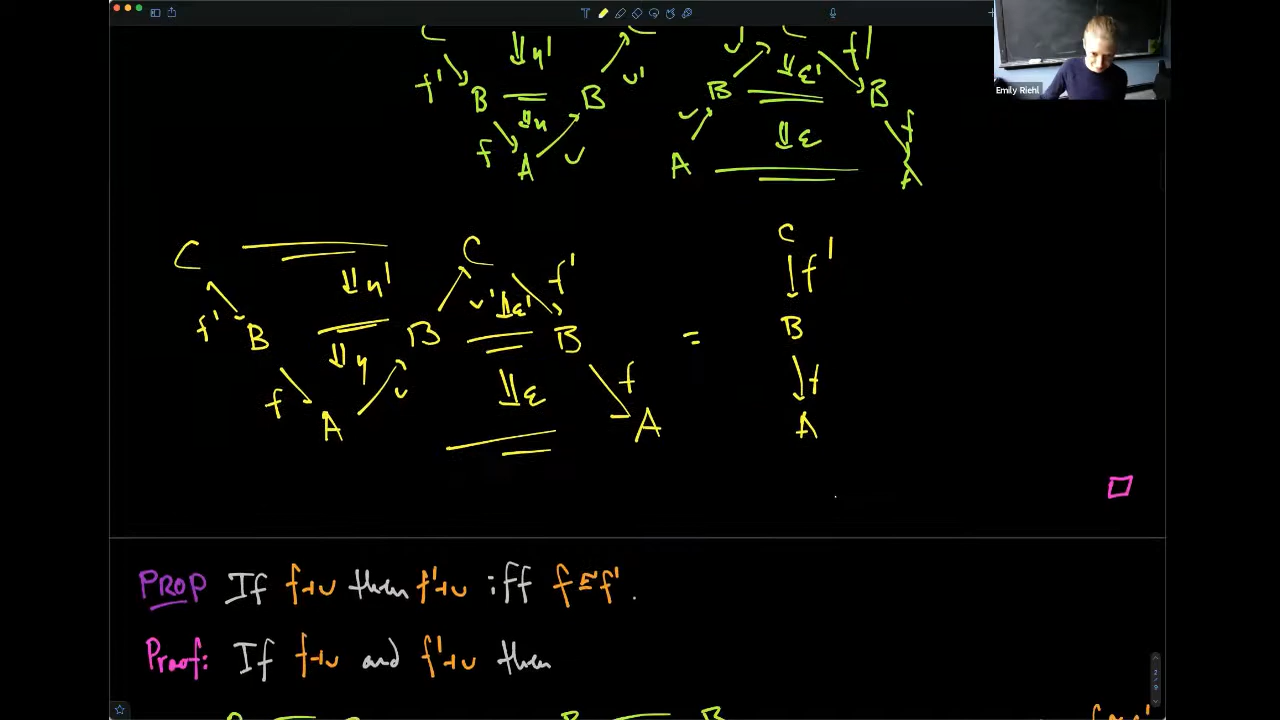 C C C
⇓η' u' u' ⇓ε' f'
f' B B B B
⇓η u ⇓ε f
f A u A A
Emily Riehl
C C C
⇓η' f' f'
f' B B u' ⇓ε' B = B
⇓η ⇓ε f f
f A u A A
PROP If f⊣u then f'⊣u iff f≅f'.
Proof: If f⊣u and f'⊣u then